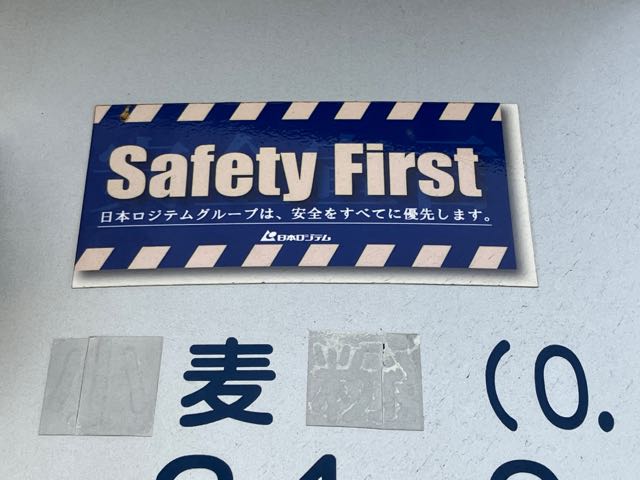 Safety First
日本ロジテムグループは、安全をすべてに優先します。
日本ロジテム
麦 (0.